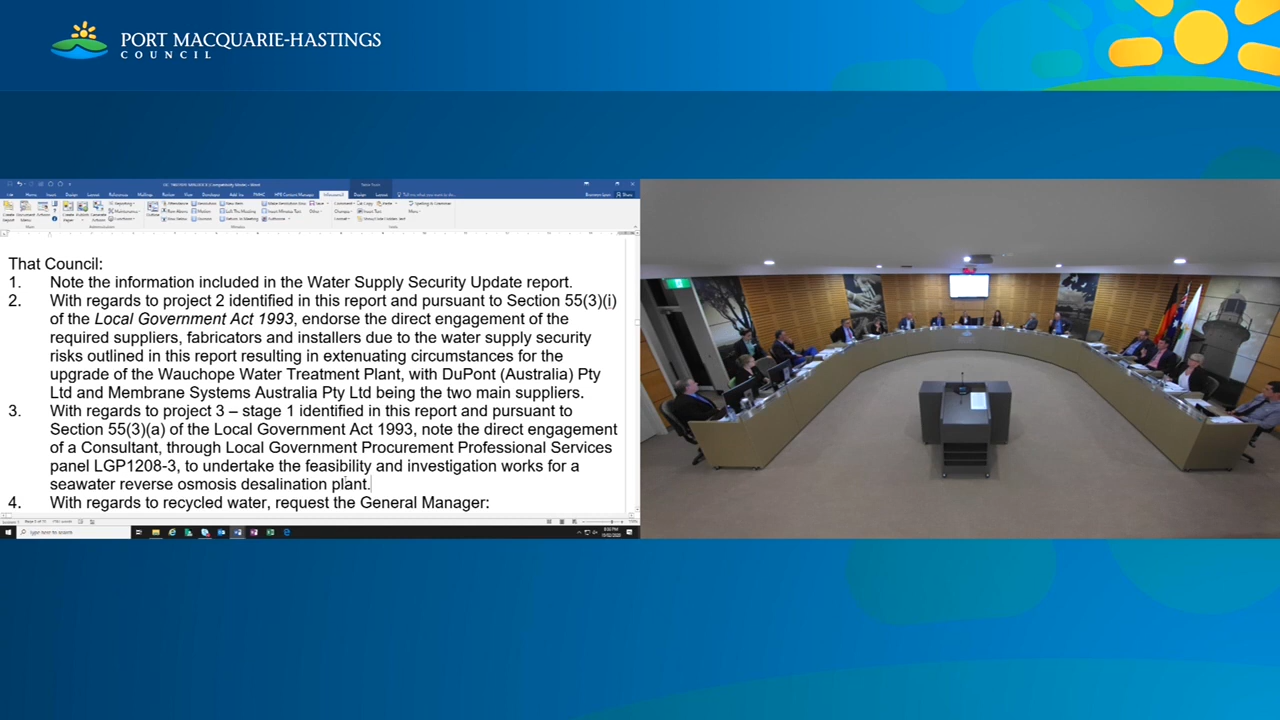 PORT MACQUARIE-HASTINGS
COUNCIL
That Council:
1. Note the information included in the Water Supply Security Update report.
2. With regards to project 2 identified in this report and pursuant to Section 55(3)(i)
of the Local Government Act 1993, endorse the direct engagement of the
required suppliers, fabricators and installers due to the water supply security
risks outlined in this report resulting in extenuating circumstances for the
upgrade of the Wauchope Water Treatment Plant, with DuPont (Australia) Pty
Ltd and Membrane Systems Australia Pty Ltd being the two main suppliers.
3. With regards to project 3 – stage 1 identified in this report and pursuant to
Section 55(3)(a) of the Local Government Act 1993, note the direct engagement
of a Consultant, through Local Government Procurement Professional Services
panel LGP1208-3, to undertake the feasibility and investigation works for a
seawater reverse osmosis desalination plant.
4. With regards to recycled water, request the General Manager:
Type here to search